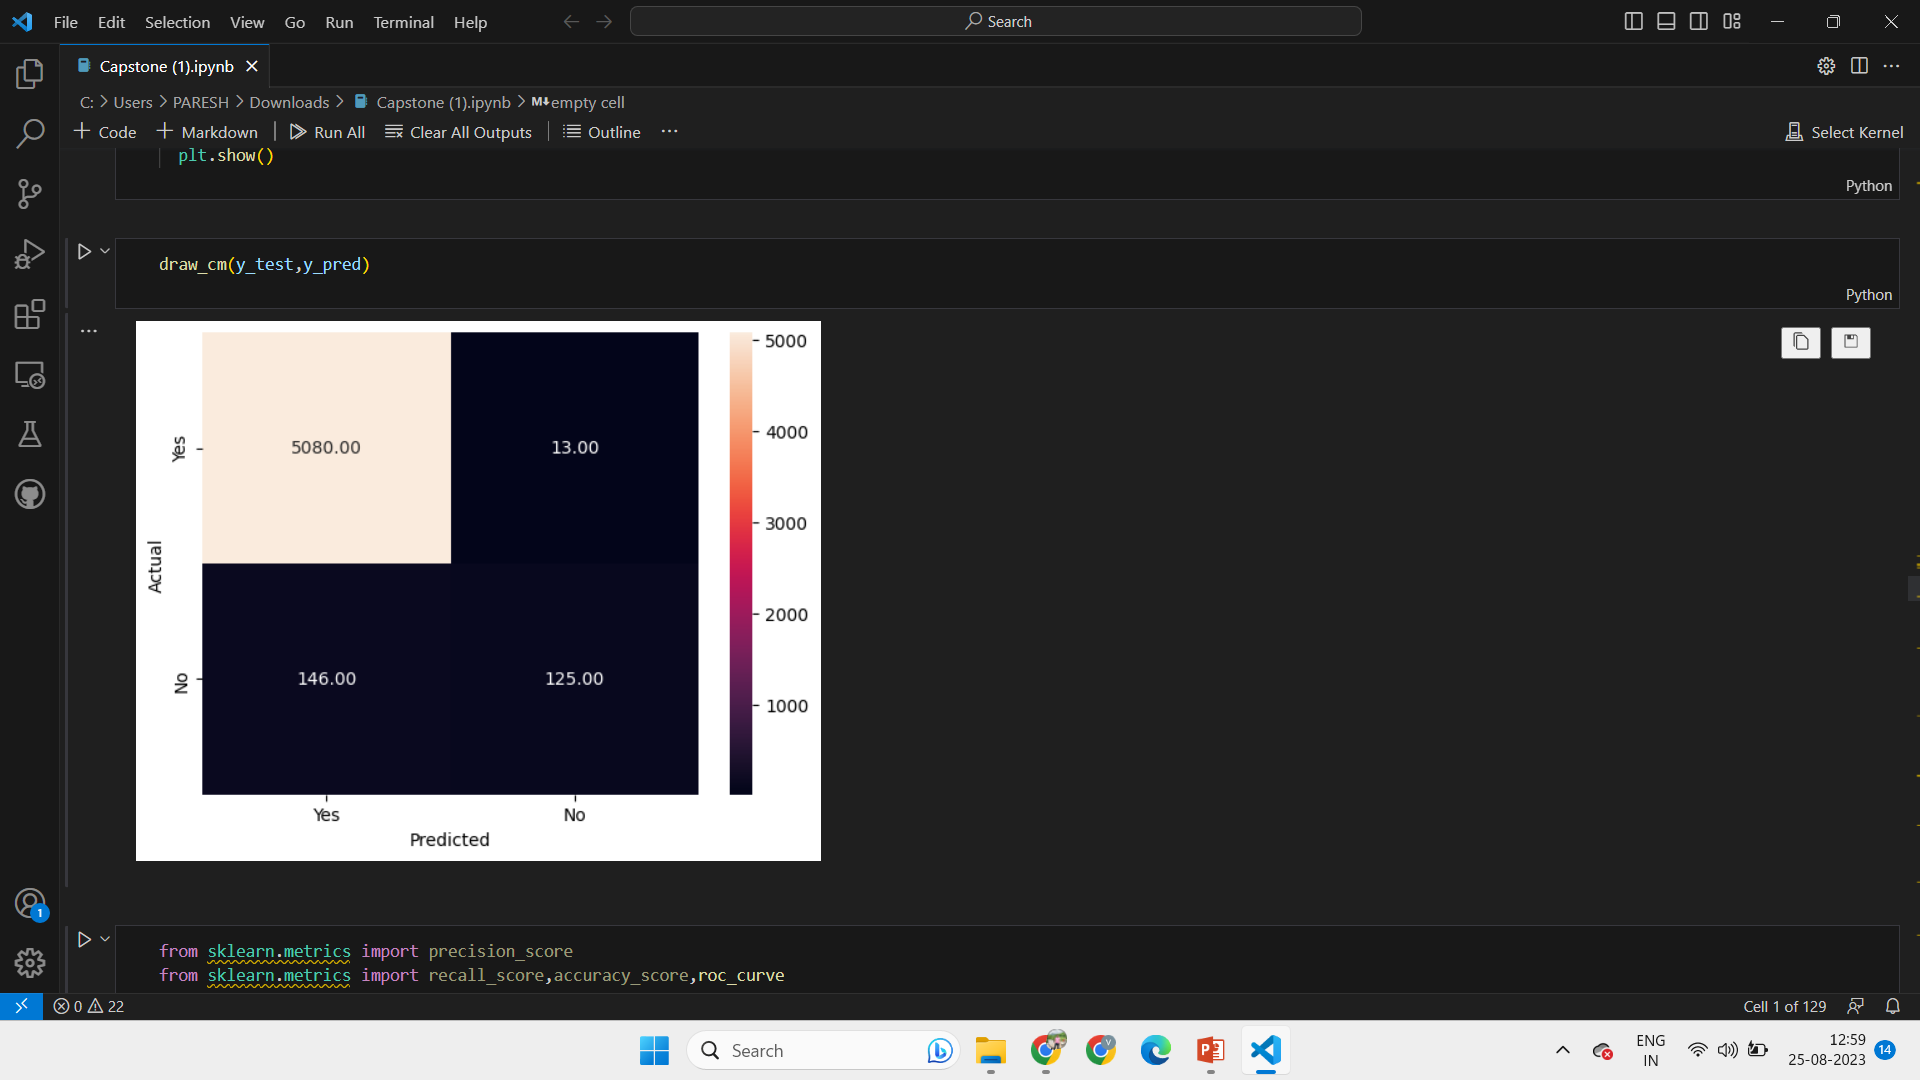 File Edit Selection View Go Run Terminal Help
Search
Capstone (1).ipynb
C: > Users > PARESH > Downloads > Capstone (1).ipynb > M↓empty cell
+ Code + Markdown | Run All Clear All Outputs | Outline ...
Select Kernel
plt.show()
Python
draw_cm(y_test,y_pred)
Python
5000
4000
3000
2000
1000
Yes
5080.00
13.00
Actual
No
146.00
125.00
Yes
No
Predicted
from sklearn.metrics import precision_score
from sklearn.metrics import recall_score,accuracy_score,roc_curve
1
0 22
Cell 1 of 129
Search
ENG
IN
12:59
25-08-2023
14